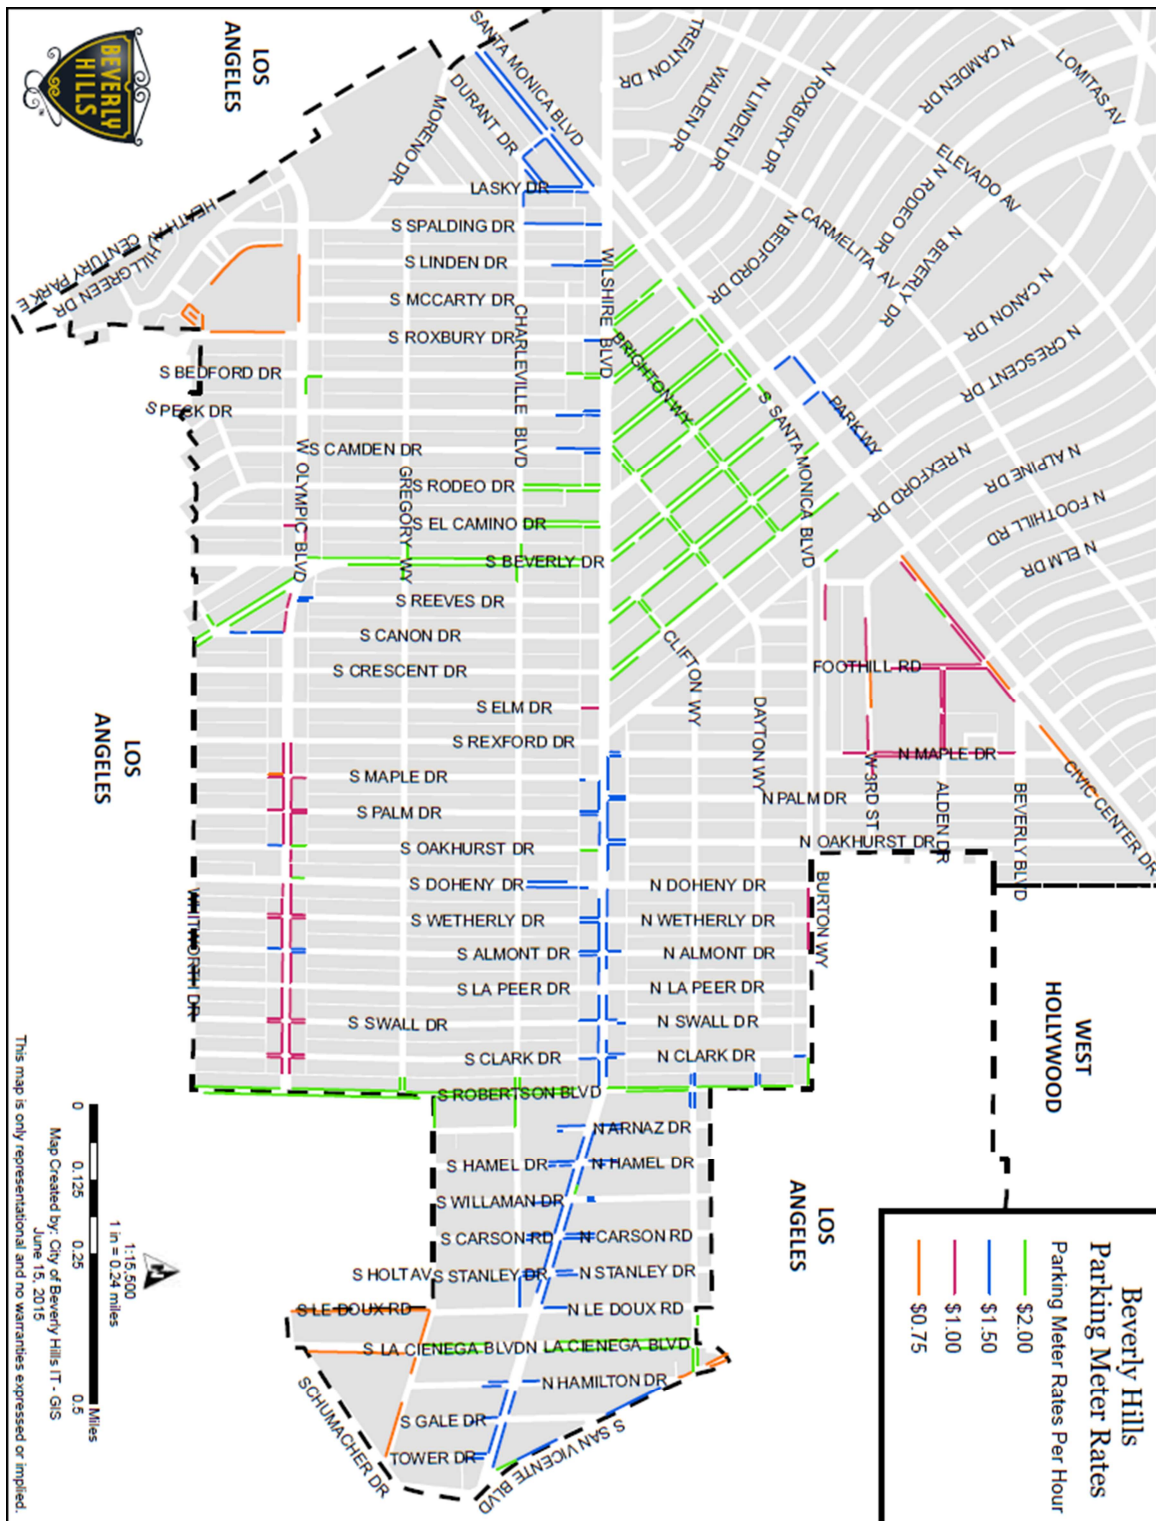 Beverly Hills
Parking Meter Rates
Parking Meter Rates Per Hour
$2.00
$1.50
$1.00
$0.75
BEVERLY
HILLS
LOS
ANGELES
LOS
ANGELES
LOS
ANGELES
WEST
HOLLYWOOD
SANTA MONICA BLVD
TRENTON DR
WALDEN DR
N LINDEN DR
N ROXBURY DR
N CAMDEN DR
LOMITAS AV
ELEVADO AV
N RODEO DR
N BEVERLY DR
CARMELITA AV
N BEDFORD DR
N CANON DR
N CRESCENT DR
N ALPINE DR
N FOOTHILL RD
N ELM DR
N REXFORD DR
PARK WY
S SANTA MONICA BLVD
BRIGHTON WY
WILSHIRE BLVD
CHARLEVILLE BLVD
GREGORY WY
W OLYMPIC BLVD
WHITWORTH DR
DURANT DR
MORENO DR
LASKY DR
S SPALDING DR
S LINDEN DR
S MCCARTY DR
S ROXBURY DR
S BEDFORD DR
S PECK DR
S CAMDEN DR
S RODEO DR
S EL CAMINO DR
S BEVERLY DR
S REEVES DR
S CANON DR
S CRESCENT DR
S ELM DR
S REXFORD DR
S MAPLE DR
S PALM DR
S OAKHURST DR
S DOHENY DR
S WETHERLY DR
S ALMONT DR
S LA PEER DR
S SWALL DR
S CLARK DR
S ROBERTSON BLVD
HEATH AV
CENTURY PARK E
HILLGREEN DR
CLIFTON WY
DAYTON WY
FOOTHILL RD
N MAPLE DR
W 3RD ST
ALDEN DR
BEVERLY BLVD
CIVIC CENTER DR
N PALM DR
N OAKHURST DR
BURTON WY
N DOHENY DR
N WETHERLY DR
N ALMONT DR
N LA PEER DR
N SWALL DR
N CLARK DR
N ARNAZ DR
S HAMEL DR
N HAMEL DR
S WILLAMAN DR
S CARSON RD
N CARSON RD
S HOLT AV
S STANLEY DR
N STANLEY DR
S LE DOUX RD
N LE DOUX RD
S LA CIENEGA BLVD
N LA CIENEGA BLVD
N HAMILTON DR
S GALE DR
TOWER DR
SCHUMACHER DR
S SAN VICENTE BLVD
N
0 0.125 0.25 0.5
Miles
1:15,500
1 in = 0.24 miles
Map Created by: City of Beverly Hills IT - GIS
June 15, 2015
This map is only representational and no warranties expressed or implied.